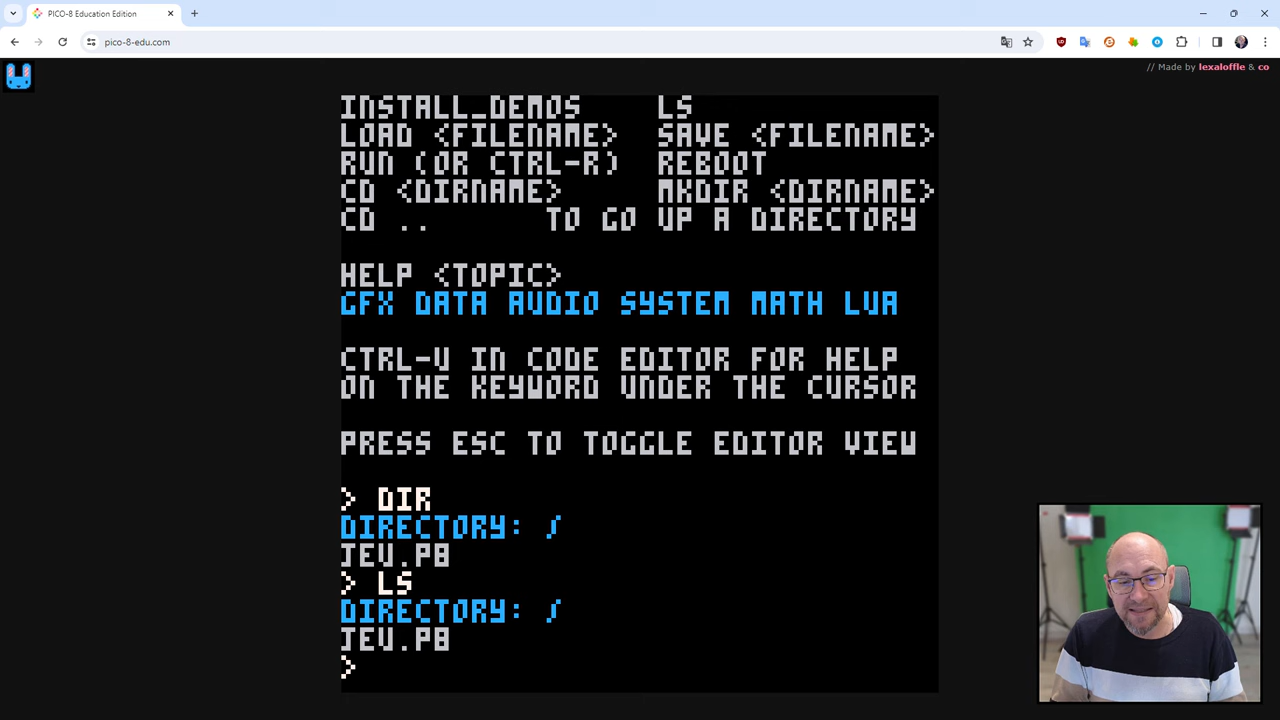 PICO-8 Education Edition
pico-8-edu.com
// Made by lexaloffle & co
INSTALL_DEMOS LS
LOAD <FILENAME> SAVE <FILENAME>
RUN (OR CTRL-R) REBOOT
CD <DIRNAME> MKDIR <DIRNAME>
CD .. TO GO UP A DIRECTORY
HELP <TOPIC>
GFX DATA AUDIO SYSTEM MATH LUA
CTRL-U IN CODE EDITOR FOR HELP
ON THE KEYWORD UNDER THE CURSOR
PRESS ESC TO TOGGLE EDITOR VIEW
> DIR
DIRECTORY: /
JEU.P8
> LS
DIRECTORY: /
JEU.P8
>